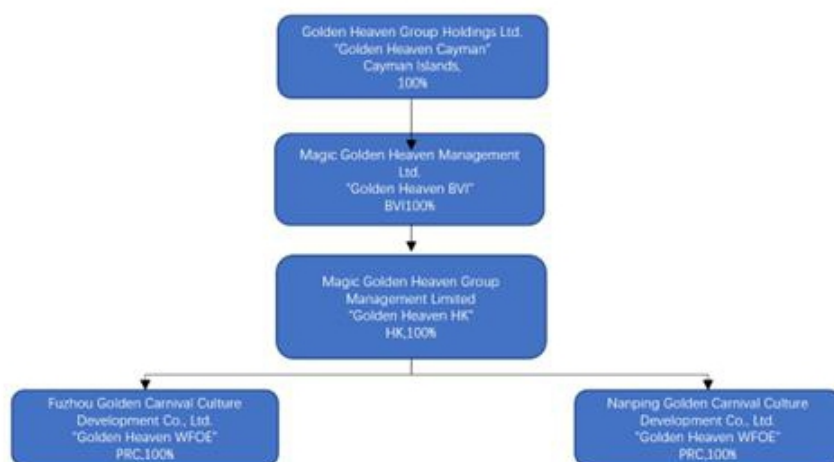 Golden Heaven Group Holdings Ltd.
"Golden Heaven Cayman"
Cayman Islands,
100%
Magic Golden Heaven Management
Ltd.
"Golden Heaven BVI"
BVI100%
Magic Golden Heaven Group
Management Limited
"Golden Heaven HK"
HK,100%
Fuzhou Golden Carnival Culture
Development Co., Ltd.
"Golden Heaven WFOE"
PRC,100%
Nanping Golden Carnival Culture
Development Co., Ltd.
"Golden Heaven WFOE"
PRC,100%